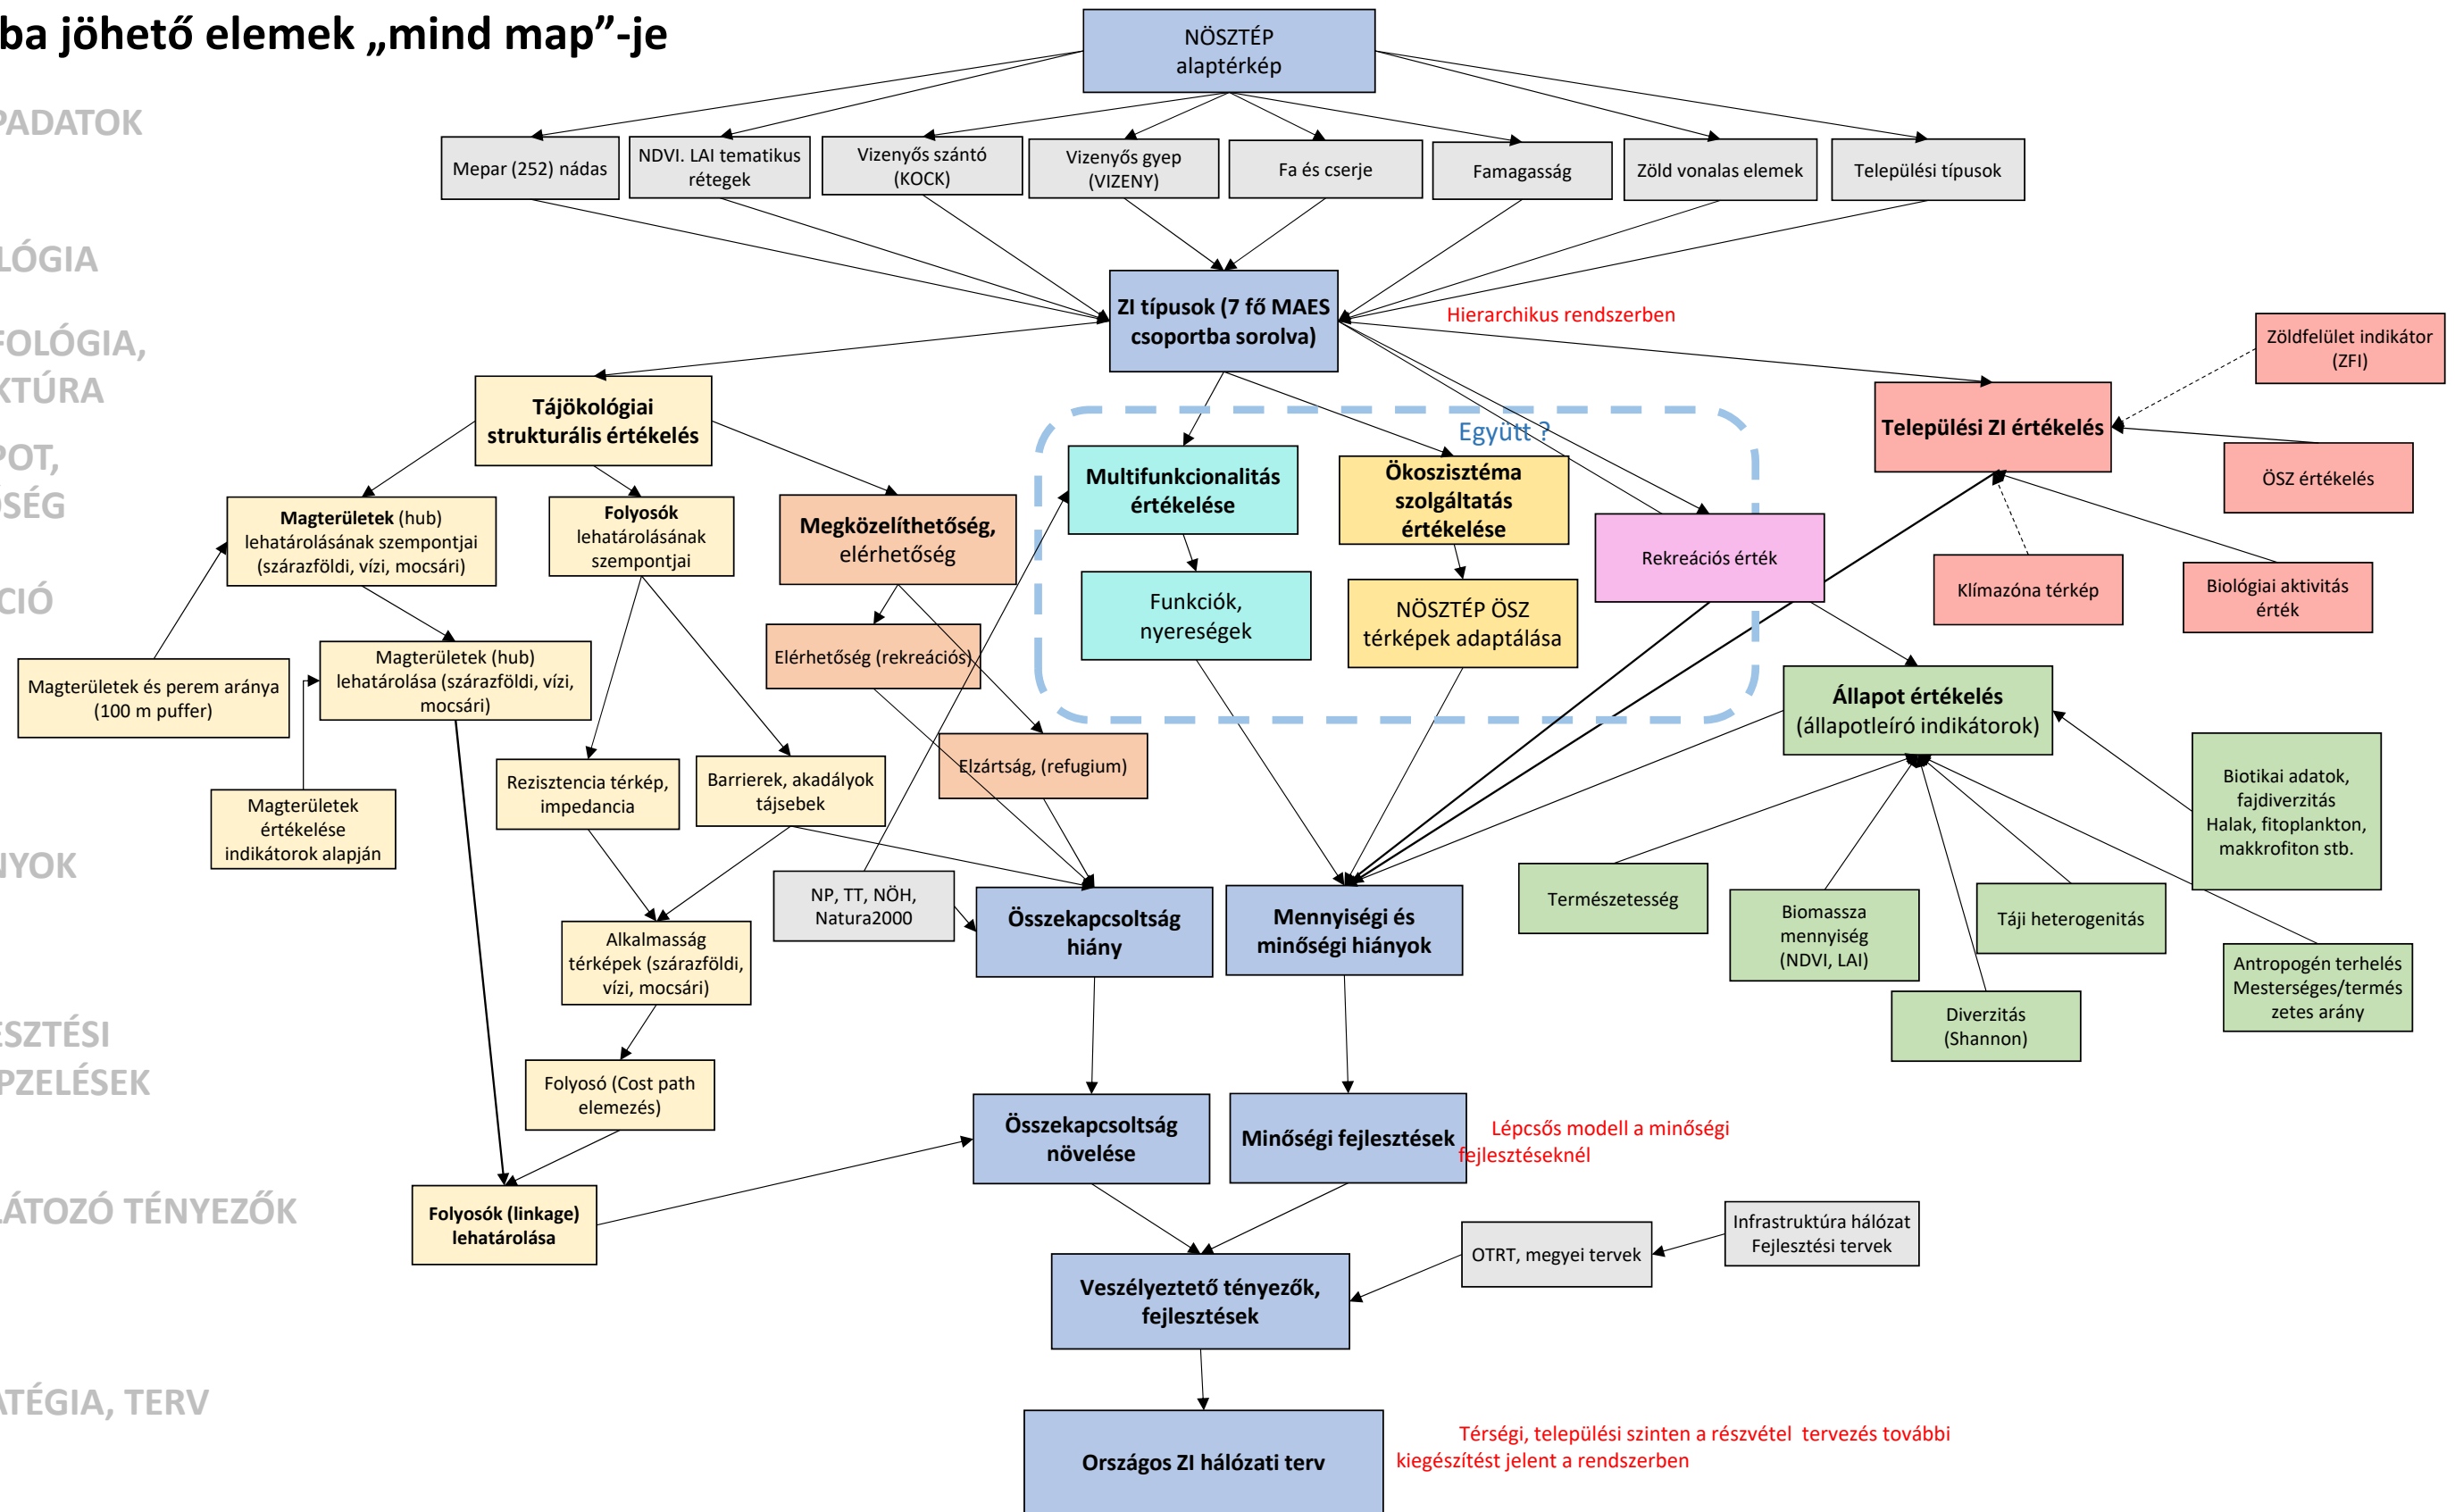 ba jöhető elemek „mind map”-je
NÖSZTÉP
alaptérkép
PADATOK
Mepar (252) nádas
NDVI. LAI tematikus
rétegek
Vizenyős szántó
(KOCK)
Vizenyős gyep
(VIZENY)
Fa és cserje
Famagasság
Zöld vonalas elemek
Települési típusok
LÓGIA
ZI típusok (7 fő MAES
csoportba sorolva)
Hierarchikus rendszerben
FOLÓGIA,
KTÚRA
Zöldfelület indikátor
(ZFI)
Tájökológiai
strukturális értékelés
Együtt ?
Települési ZI értékelés
POT,
ŐSÉG
ÖSZ értékelés
Magterületek (hub)
lehatárolásának szempontjai
(szárazföldi, vízi, mocsári)
Folyosók
lehatárolásának
szempontjai
Megközelíthetőség,
elérhetőség
Multifunkcionalitás
értékelése
Ökoszisztéma
szolgáltatás
értékelése
Rekreációs érték
CIÓ
Klímazóna térkép
Biológiai aktivitás
érték
Funkciók,
nyereségek
NÖSZTÉP ÖSZ
térképek adaptálása
Elérhetőség (rekreációs)
Magterületek és perem aránya
(100 m puffer)
Magterületek (hub)
lehatárolása (szárazföldi, vízi,
mocsári)
Állapot értékelés
(állapotleíró indikátorok)
Elzártság, (refugium)
Rezisztencia térkép,
impedancia
Barrierek, akadályok
tájsebek
Magterületek
értékelése
indikátorok alapján
Biotikai adatok,
fajdiverzitás
Halak, fitoplankton,
makkrofiton stb.
NYOK
NP, TT, NÖH,
Natura2000
Összekapcsoltság
hiány
Mennyiségi és
minőségi hiányok
Természetesség
Biomassza
mennyiség
(NDVI, LAI)
Táji heterogenitás
Alkalmasság
térképek (szárazföldi,
vízi, mocsári)
Antropogén terhelés
Mesterséges/termés
zetes arány
Diverzitás
(Shannon)
ESZTÉSI
PZELÉSEK
Folyosó (Cost path
elemezés)
Összekapcsoltság
növelése
Minőségi fejlesztések
Lépcsős modell a minőségi
fejlesztéseknél
LÁTOZÓ TÉNYEZŐK
Folyosók (linkage)
lehatárolása
OTRT, megyei tervek
Infrastruktúra hálózat
Fejlesztési tervek
Veszélyeztető tényezők,
fejlesztések
ATÉGIA, TERV
Országos ZI hálózati terv
Térségi, települési szinten a részvétel  tervezés további
kiegészítést jelent a rendszerben